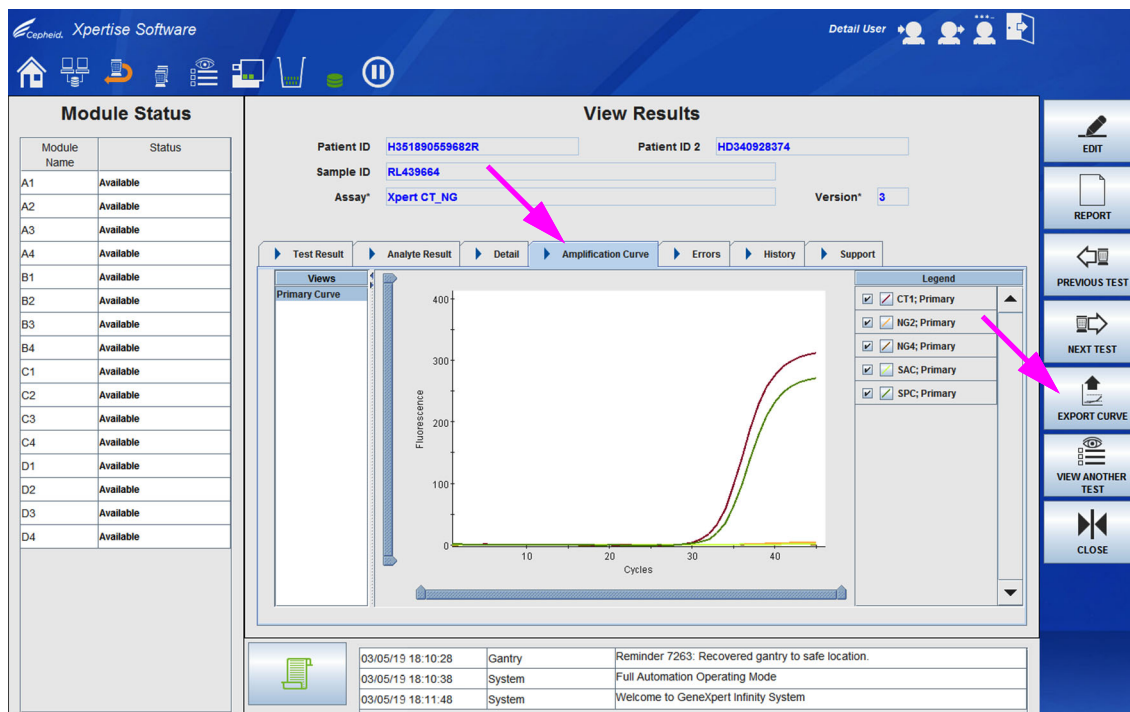 Cepheid. Xpertise Software
Detail User
Module Status
Module Name
Status
A1 Available
A2 Available
A3 Available
A4 Available
B1 Available
B2 Available
B3 Available
B4 Available
C1 Available
C2 Available
C3 Available
C4 Available
D1 Available
D2 Available
D3 Available
D4 Available
View Results
Patient ID H351890559682R Patient ID 2 HD340928374
Sample ID RL439664
Assay* Xpert CT_NG Version* 3
Test Result Analyte Result Detail Amplification Curve Errors History Support
Views
Primary Curve
400
300
200
100
0
Fluorescence
10 20 30 40
Cycles
Legend
CT1; Primary
NG2; Primary
NG4; Primary
SAC; Primary
SPC; Primary
EDIT
REPORT
PREVIOUS TEST
NEXT TEST
EXPORT CURVE
VIEW ANOTHER
TEST
CLOSE
03/05/19 18:10:28 Gantry Reminder 7263: Recovered gantry to safe location.
03/05/19 18:10:38 System Full Automation Operating Mode
03/05/19 18:11:48 System Welcome to GeneXpert Infinity System